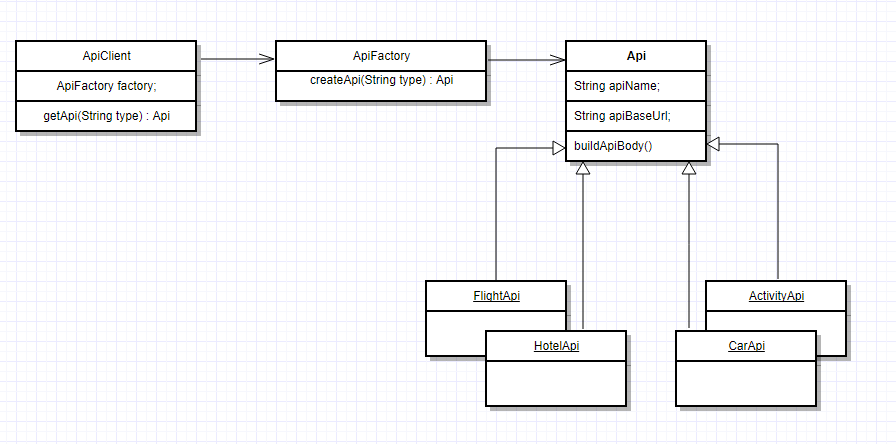 ApiClient
ApiFactory factory;
getApi(String type) : Api
ApiFactory
createApi(String type) : Api
Api
String apiName;
String apiBaseUrl;
buildApiBody()
FlightApi
HotelApi
ActivityApi
CarApi